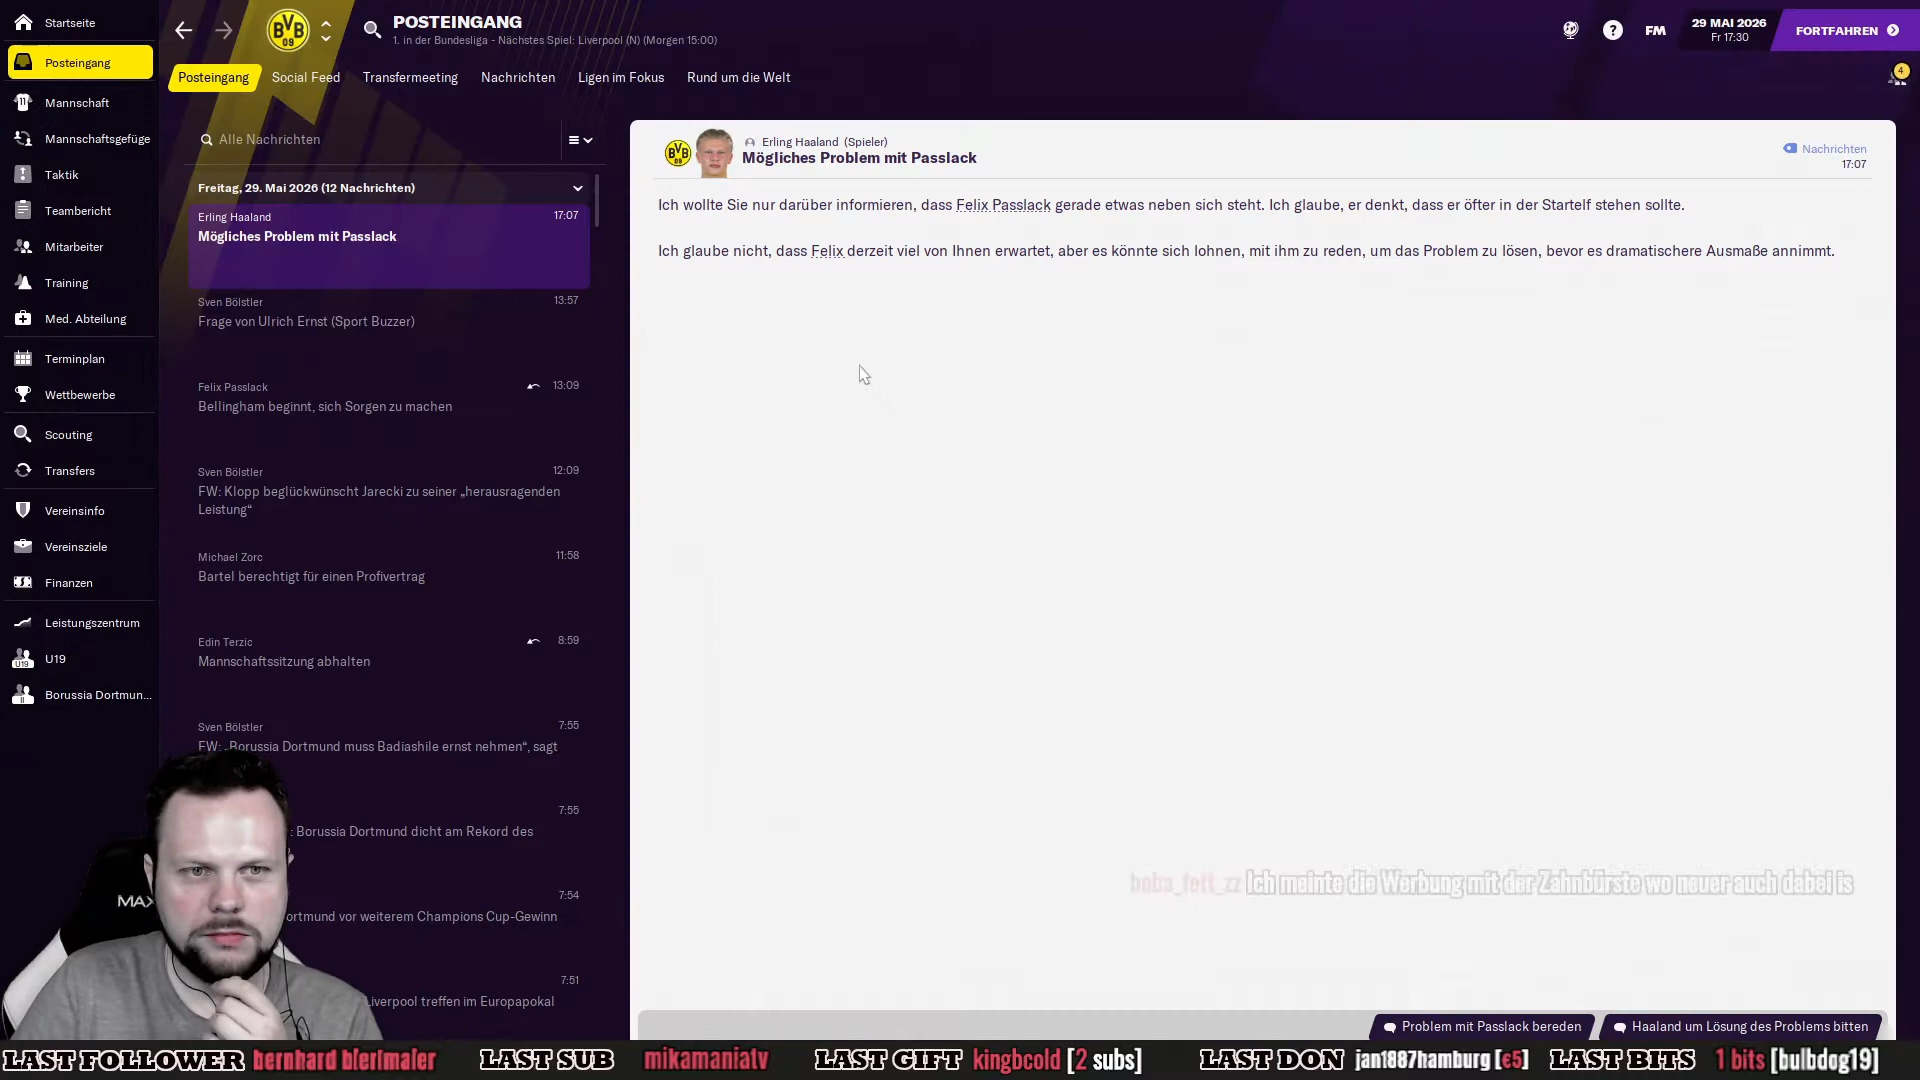 Startseite
Posteingang
Mannschaft
Mannschaftsgefüge
Taktik
Teambericht
Mitarbeiter
Training
Med. Abteilung
Terminplan
Wettbewerbe
Scouting
Transfers
Vereinsinfo
Vereinsziele
Finanzen
Leistungszentrum
U19
Borussia Dortmun...
BVB 09
POSTEINGANG
1. in der Bundesliga - Nächstes Spiel: Liverpool (N) (Morgen 15:00)
FM
29 MAI 2026
Fr 17:30
FORTFAHREN
4
Posteingang Social Feed Transfermeeting Nachrichten Ligen im Fokus Rund um die Welt
Alle Nachrichten
Freitag, 29. Mai 2026 (12 Nachrichten)
Erling Haaland 17:07
Mögliches Problem mit Passlack
Sven Bölstler 13:57
Frage von Ulrich Ernst (Sport Buzzer)
Felix Passlack 13:09
Bellingham beginnt, sich Sorgen zu machen
Sven Bölstler 12:09
FW: Klopp beglückwünscht Jarecki zu seiner „herausragenden
Leistung“
Michael Zorc 11:58
Bartel berechtigt für einen Profivertrag
Edin Terzic 8:59
Mannschaftssitzung abhalten
Sven Bölstler 7:55
FW: „Borussia Dortmund muss Badiashile ernst nehmen“, sagt
7:55
: Borussia Dortmund dicht am Rekord des
7:54
ortmund vor weiterem Champions Cup-Gewinn
7:51
Liverpool treffen im Europapokal
BVB 09
Erling Haaland (Spieler)
Mögliches Problem mit Passlack
Nachrichten
17:07
Ich wollte Sie nur darüber informieren, dass Felix Passlack gerade etwas neben sich steht. Ich glaube, er denkt, dass er öfter in der Startelf stehen sollte.
Ich glaube nicht, dass Felix derzeit viel von Ihnen erwartet, aber es könnte sich lohnen, mit ihm zu reden, um das Problem zu lösen, bevor es dramatischere Ausmaße annimmt.
boba_fett_zz Ich meinte die Werbung mit der Zahnbürste wo neuer auch dabei is
Problem mit Passlack bereden
Haaland um Lösung des Problems bitten
MAX
LAST FOLLOWER bernhard_blerlmaler LAST SUB mikamaniatv LAST GIFT kingbcold [2 subs] LAST DON jan1887hamburg [€5] LAST BITS 1 bits [bulbdog19]